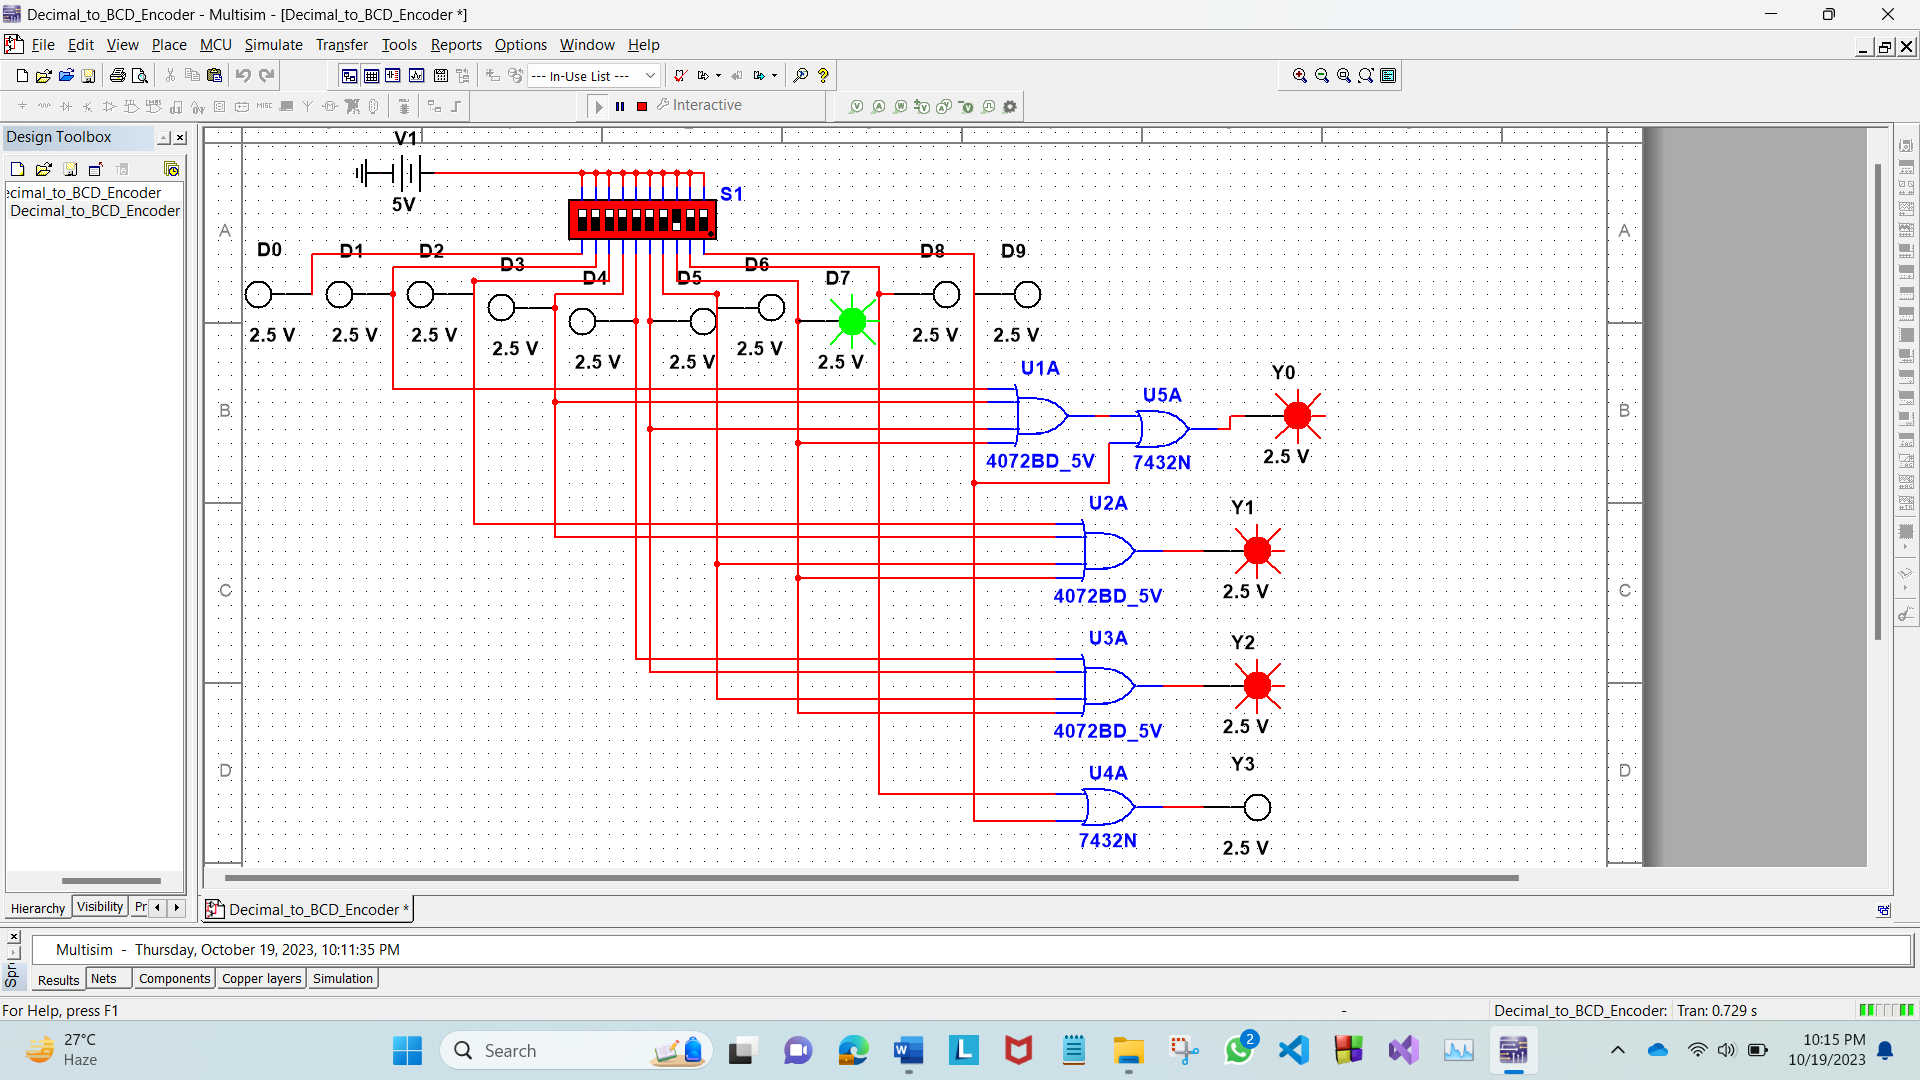 Decimal_to_BCD_Encoder - Multisim - [Decimal_to_BCD_Encoder *]
File Edit View Place MCU Simulate Transfer Tools Reports Options Window Help
--- In-Use List ---
Interactive
Design Toolbox
ecimal_to_BCD_Encoder
Decimal_to_BCD_Encoder
Hierarchy Visibility Pr
V1
5V
S1
A A
D0 D1 D2 D3 D4 D5 D6 D7 D8 D9
2.5 V 2.5 V 2.5 V 2.5 V 2.5 V 2.5 V 2.5 V 2.5 V 2.5 V 2.5 V
U1A
U5A
Y0
B B
4072BD_5V
7432N
2.5 V
U2A
Y1
C C
4072BD_5V
2.5 V
U3A
Y2
4072BD_5V
2.5 V
D D
U4A
Y3
7432N
2.5 V
Decimal_to_BCD_Encoder *
Multisim - Thursday, October 19, 2023, 10:11:35 PM
Spr
Results Nets Components Copper layers Simulation
For Help, press F1
-
Decimal_to_BCD_Encoder: Tran: 0.729 s
27°C
Haze
Search
2
10:15 PM
10/19/2023